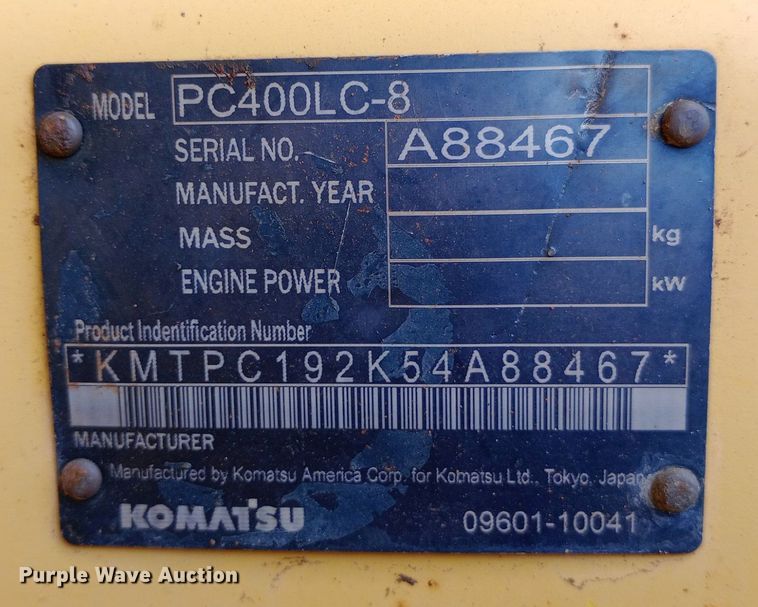 MODEL PC400LC-8
SERIAL NO. A88467
MANUFACT. YEAR
MASS kg
ENGINE POWER kW
Product Indentification Number
*KMTPC192K54A88467*
MANUFACTURER
Manufactured by Komatsu America Corp. for Komatsu Ltd., Tokyo, Japan
KOMATSU 09601-10041
Purple Wave Auction